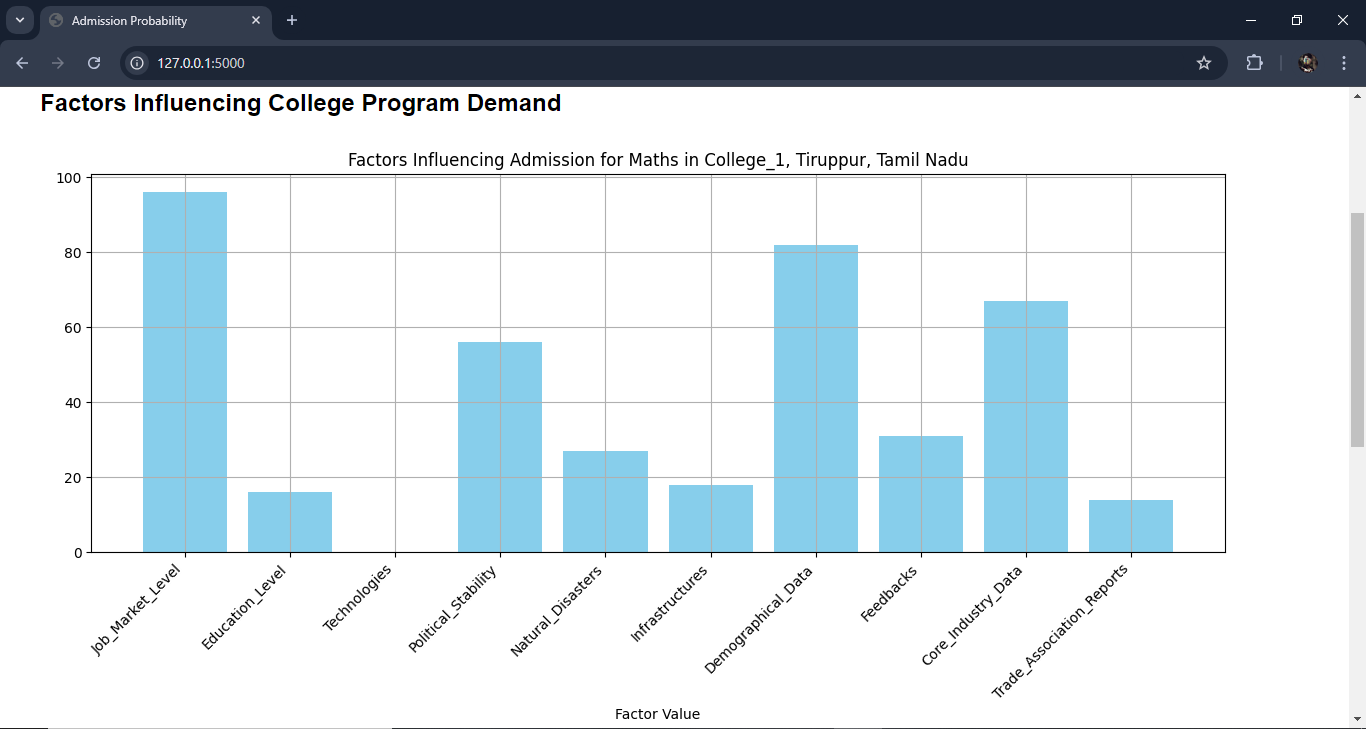 Admission Probability
127.0.0.1:5000
Factors Influencing College Program Demand
Factors Influencing Admission for Maths in College_1, Tiruppur, Tamil Nadu
100
80
60
40
20
0
Job_Market_Level
Education_Level
Technologies
Political_Stability
Natural_Disasters
Infrastructures
Demographical_Data
Feedbacks
Core_Industry_Data
Trade_Association_Reports
Factor Value